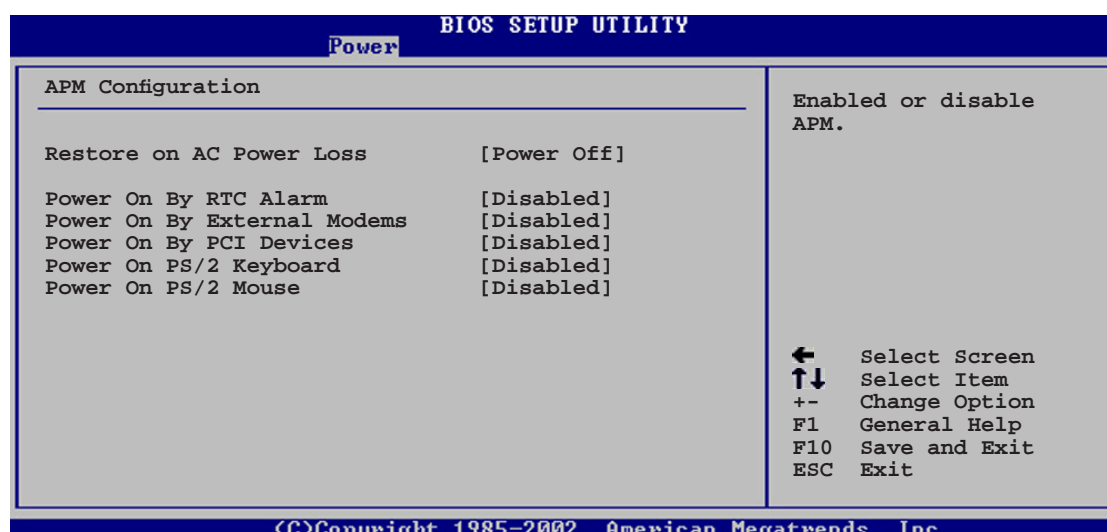 BIOS SETUP UTILITY
Power
APM Configuration
Restore on AC Power Loss [Power Off]
Power On By RTC Alarm [Disabled]
Power On By External Modems [Disabled]
Power On By PCI Devices [Disabled]
Power On PS/2 Keyboard [Disabled]
Power On PS/2 Mouse [Disabled]
Enabled or disable
APM.
← Select Screen
↑↓ Select Item
+- Change Option
F1 General Help
F10 Save and Exit
ESC Exit
(C)Copyright 1985-2002, American Megatrends, Inc